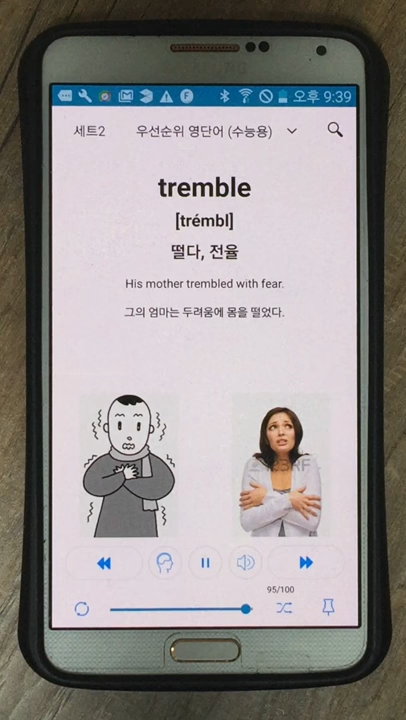 오후 9:39
세트2 우선순위 영단어 (수능용)
tremble
[trémbl]
떨다, 전율
His mother trembled with fear.
그의 엄마는 두려움에 몸을 떨었다.
123RF
95/100